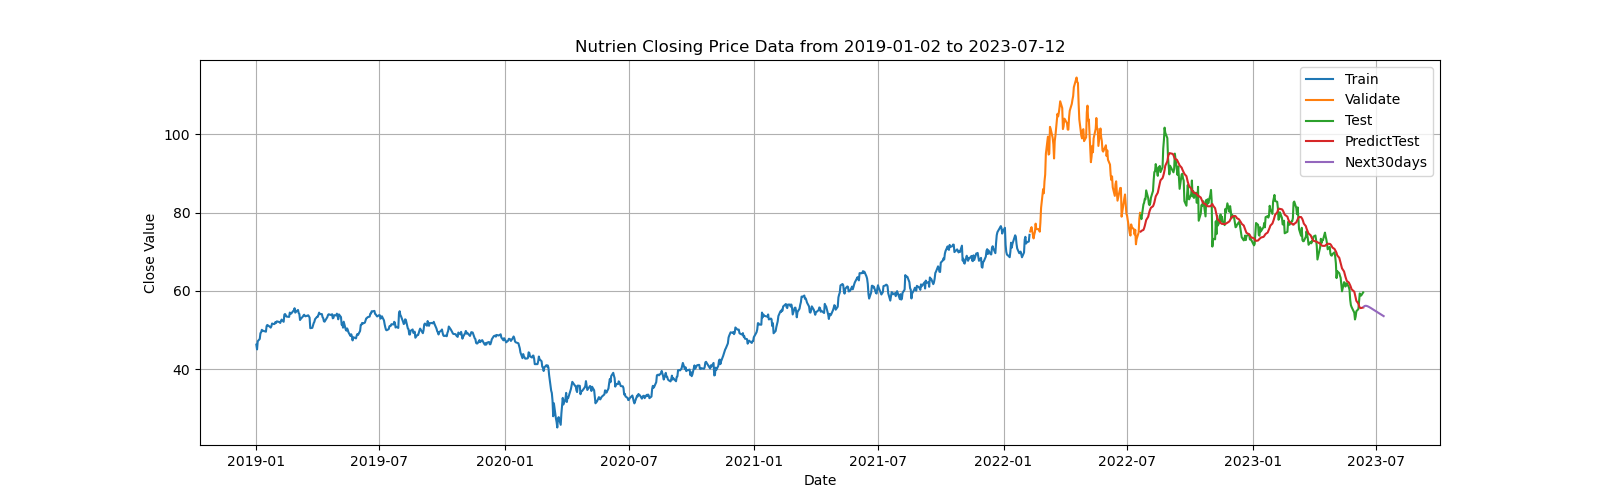 Nutrien Closing Price Data from 2019-01-02 to 2023-07-12
Close Value
100
80
60
40
Train
Validate
Test
PredictTest
Next30days
2019-01
2019-07
2020-01
2020-07
2021-01
2021-07
2022-01
2022-07
2023-01
2023-07
Date